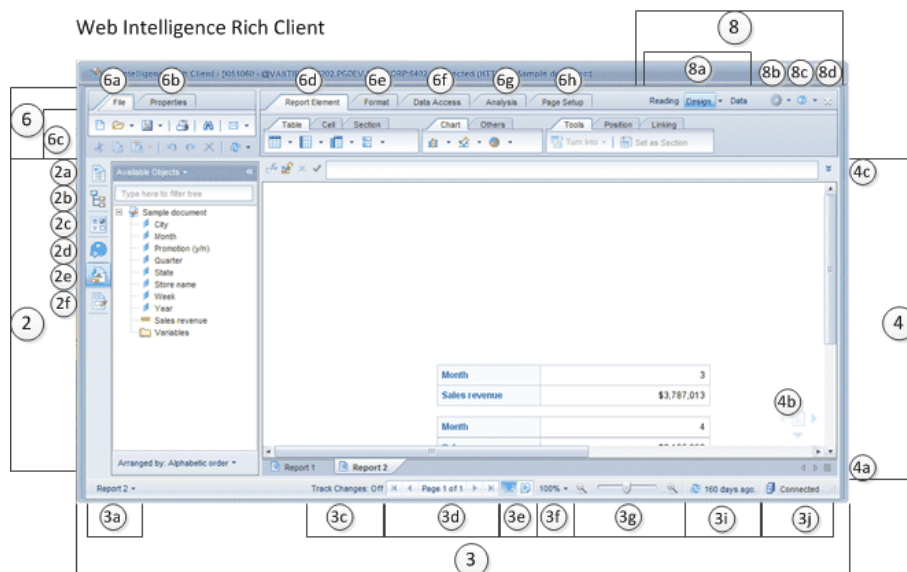 Web Intelligence Rich Client
8
8a
8b 8c 8d
6a 6b 6d 6e 6f 6g 6h
File Properties Report Element Format Data Access Analysis Page Setup Reading Design Data
6
6c
Table Cell Section Chart Others Tools Position Linking
Turn Into Set as Section
2a Available Objects 4c
2b Type here to filter tree
Sample document
2c City
Month
Promotion (y/n)
2d Quarter
2e State
Store name
2f Week
Year
2 Sales revenue 4
Variables
Month 3
Sales revenue $3,787,013
4b
Month 4
Arranged by: Alphabetic order
Report 1 Report 2 4a
Report 2 Track Changes: Off Page 1 of 1 100% 160 days ago. Connected
3a 3c 3d 3e 3f 3g 3i 3j
3